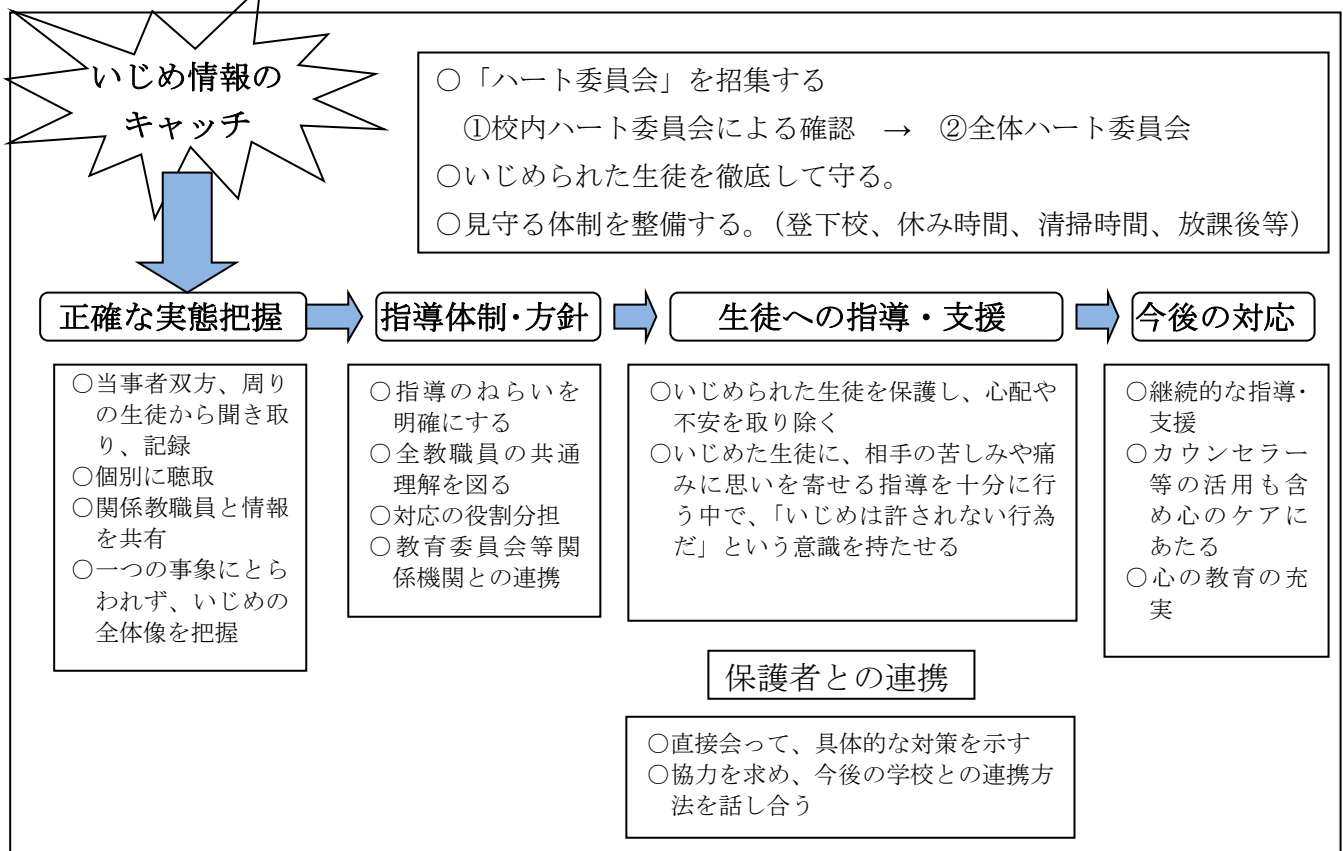 いじめ情報の
キャッチ
○「ハート委員会」を招集する
①校内ハート委員会による確認　→　②全体ハート委員会
○いじめられた生徒を徹底して守る。
○見守る体制を整備する。（登下校、休み時間、清掃時間、放課後等）
正確な実態把握
指導体制・方針
生徒への指導・支援
今後の対応
○当事者双方、周り
の生徒から聞き取
り、記録
○個別に聴取
○関係教職員と情報
を共有
○一つの事象にとら
われず、いじめの
全体像を把握
○指導のねらいを
明確にする
○全教職員の共通
理解を図る
○対応の役割分担
○教育委員会等関
係機関との連携
○いじめられた生徒を保護し、心配や
不安を取り除く
○いじめた生徒に、相手の苦しみや痛
みに思いを寄せる指導を十分に行
う中で、「いじめは許されない行為
だ」という意識を持たせる
○継続的な指導・
支援
○カウンセラー
等の活用も含
め心のケアに
あたる
○心の教育の充
実
保護者との連携
○直接会って、具体的な対策を示す
○協力を求め、今後の学校との連携方
法を話し合う